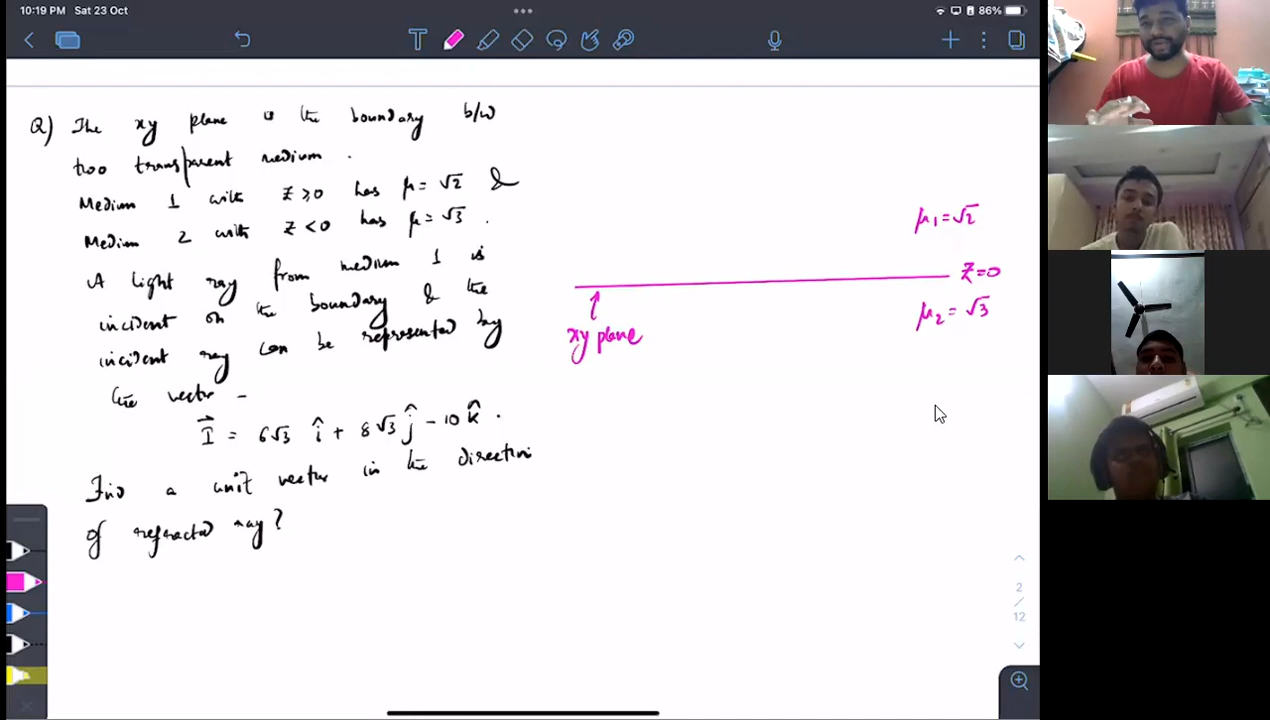 10:19 PM Sat 23 Oct
86%
Q) The xy plane is the boundary b/w
two transparent medium.
Medium 1 with Z ≥ 0 has μ = √2 &
Medium 2 with Z < 0 has μ = √3.
A light ray from medium 1 is
incident on the boundary & the
incident ray can be represented by
the vector -
I⃗ = 6√3 î + 8√3 ĵ - 10 k̂.
Find a unit vector in the direction
of refracted ray?
μ₁ = √2
Z = 0
μ₂ = √3
xy plane
2
/
12